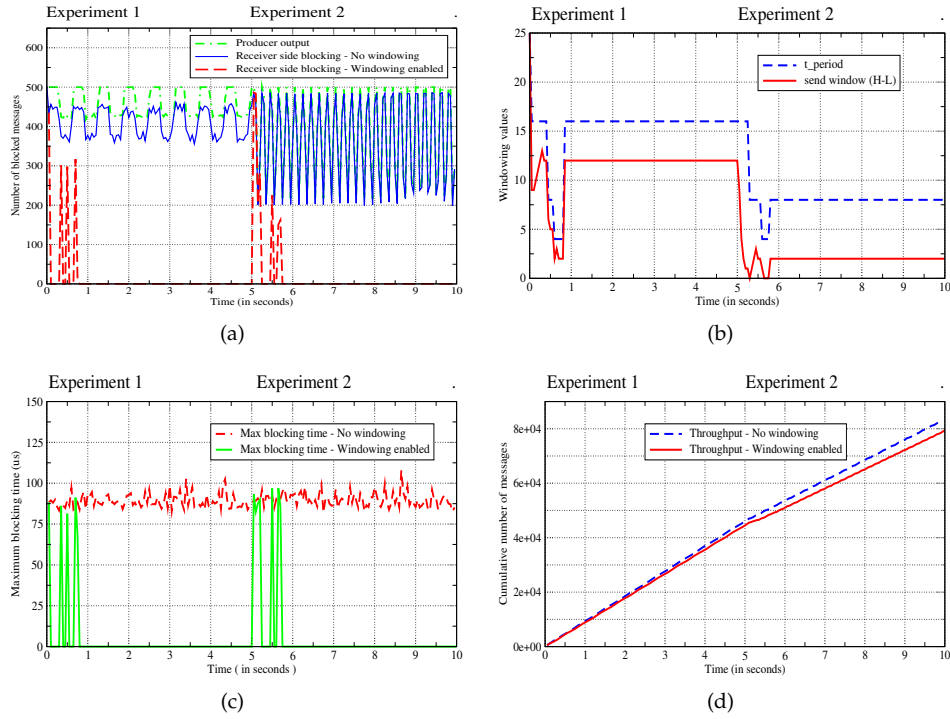 Experiment 1 Experiment 2 .
Number of blocked messages
650
600
500
400
300
200
100
0
Producer output
Receiver side blocking - No windowing
Receiver side blocking - Windowing enabled
0 1 2 3 4 5 6 7 8 9 10
Time (in seconds)
(a)
Experiment 1 Experiment 2 .
Windowing values
25
20
15
10
5
0
t_period
send window (H-L)
0 1 2 3 4 5 6 7 8 9 10
Time (in seconds)
(b)
Experiment 1 Experiment 2 .
Maximum blocking time (us)
150
125
100
75
50
25
0
Max blocking time - No windowing
Max blocking time - Windowing enabled
0 1 2 3 4 5 6 7 8 9 10
Time ( in seconds)
(c)
Experiment 1 Experiment 2 .
Cumulative number of messages
8e+04
6e+04
4e+04
2e+04
0e+00
Throughput - No windowing
Throughput - Windowing enabled
0 1 2 3 4 5 6 7 8 9 10
Time (in seconds)
(d)